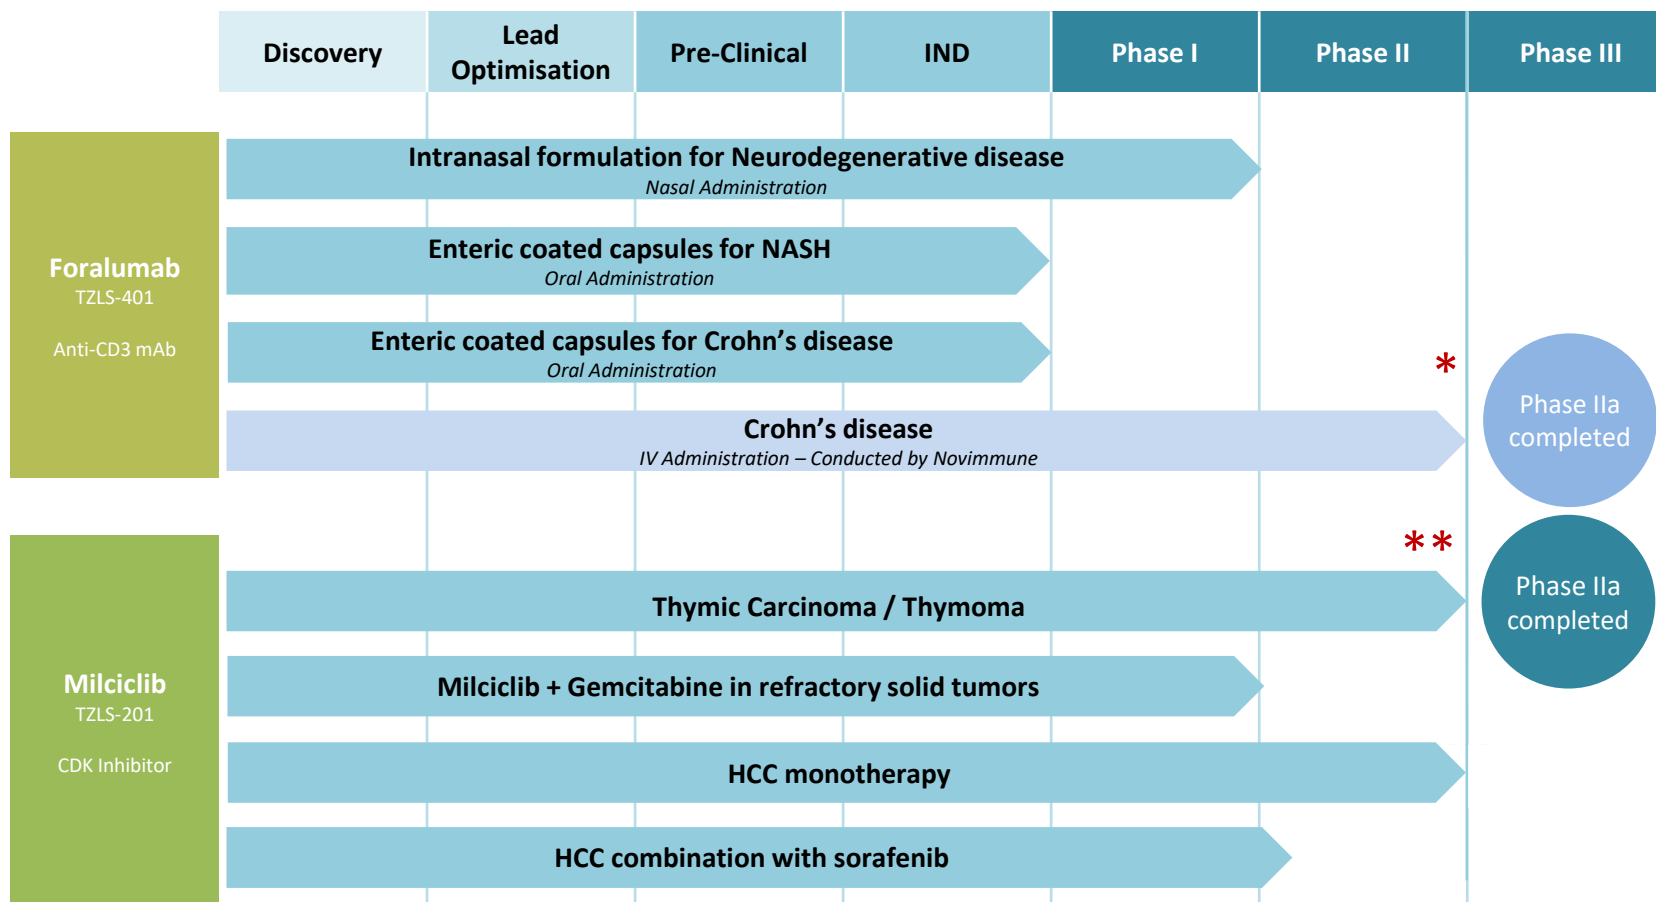 Discovery
Lead
Optimisation
Pre-Clinical
IND
Phase I
Phase II
Phase III
Foralumab
TZLS-401
Anti-CD3 mAb
Intranasal formulation for Neurodegenerative disease
Nasal Administration
Enteric coated capsules for NASH
Oral Administration
Enteric coated capsules for Crohn’s disease
Oral Administration
*
Crohn’s disease
IV Administration – Conducted by Novimmune
Phase IIa
completed
Milciclib
TZLS-201
CDK Inhibitor
**
Thymic Carcinoma / Thymoma
Phase IIa
completed
Milciclib + Gemcitabine in refractory solid tumors
HCC monotherapy
HCC combination with sorafenib